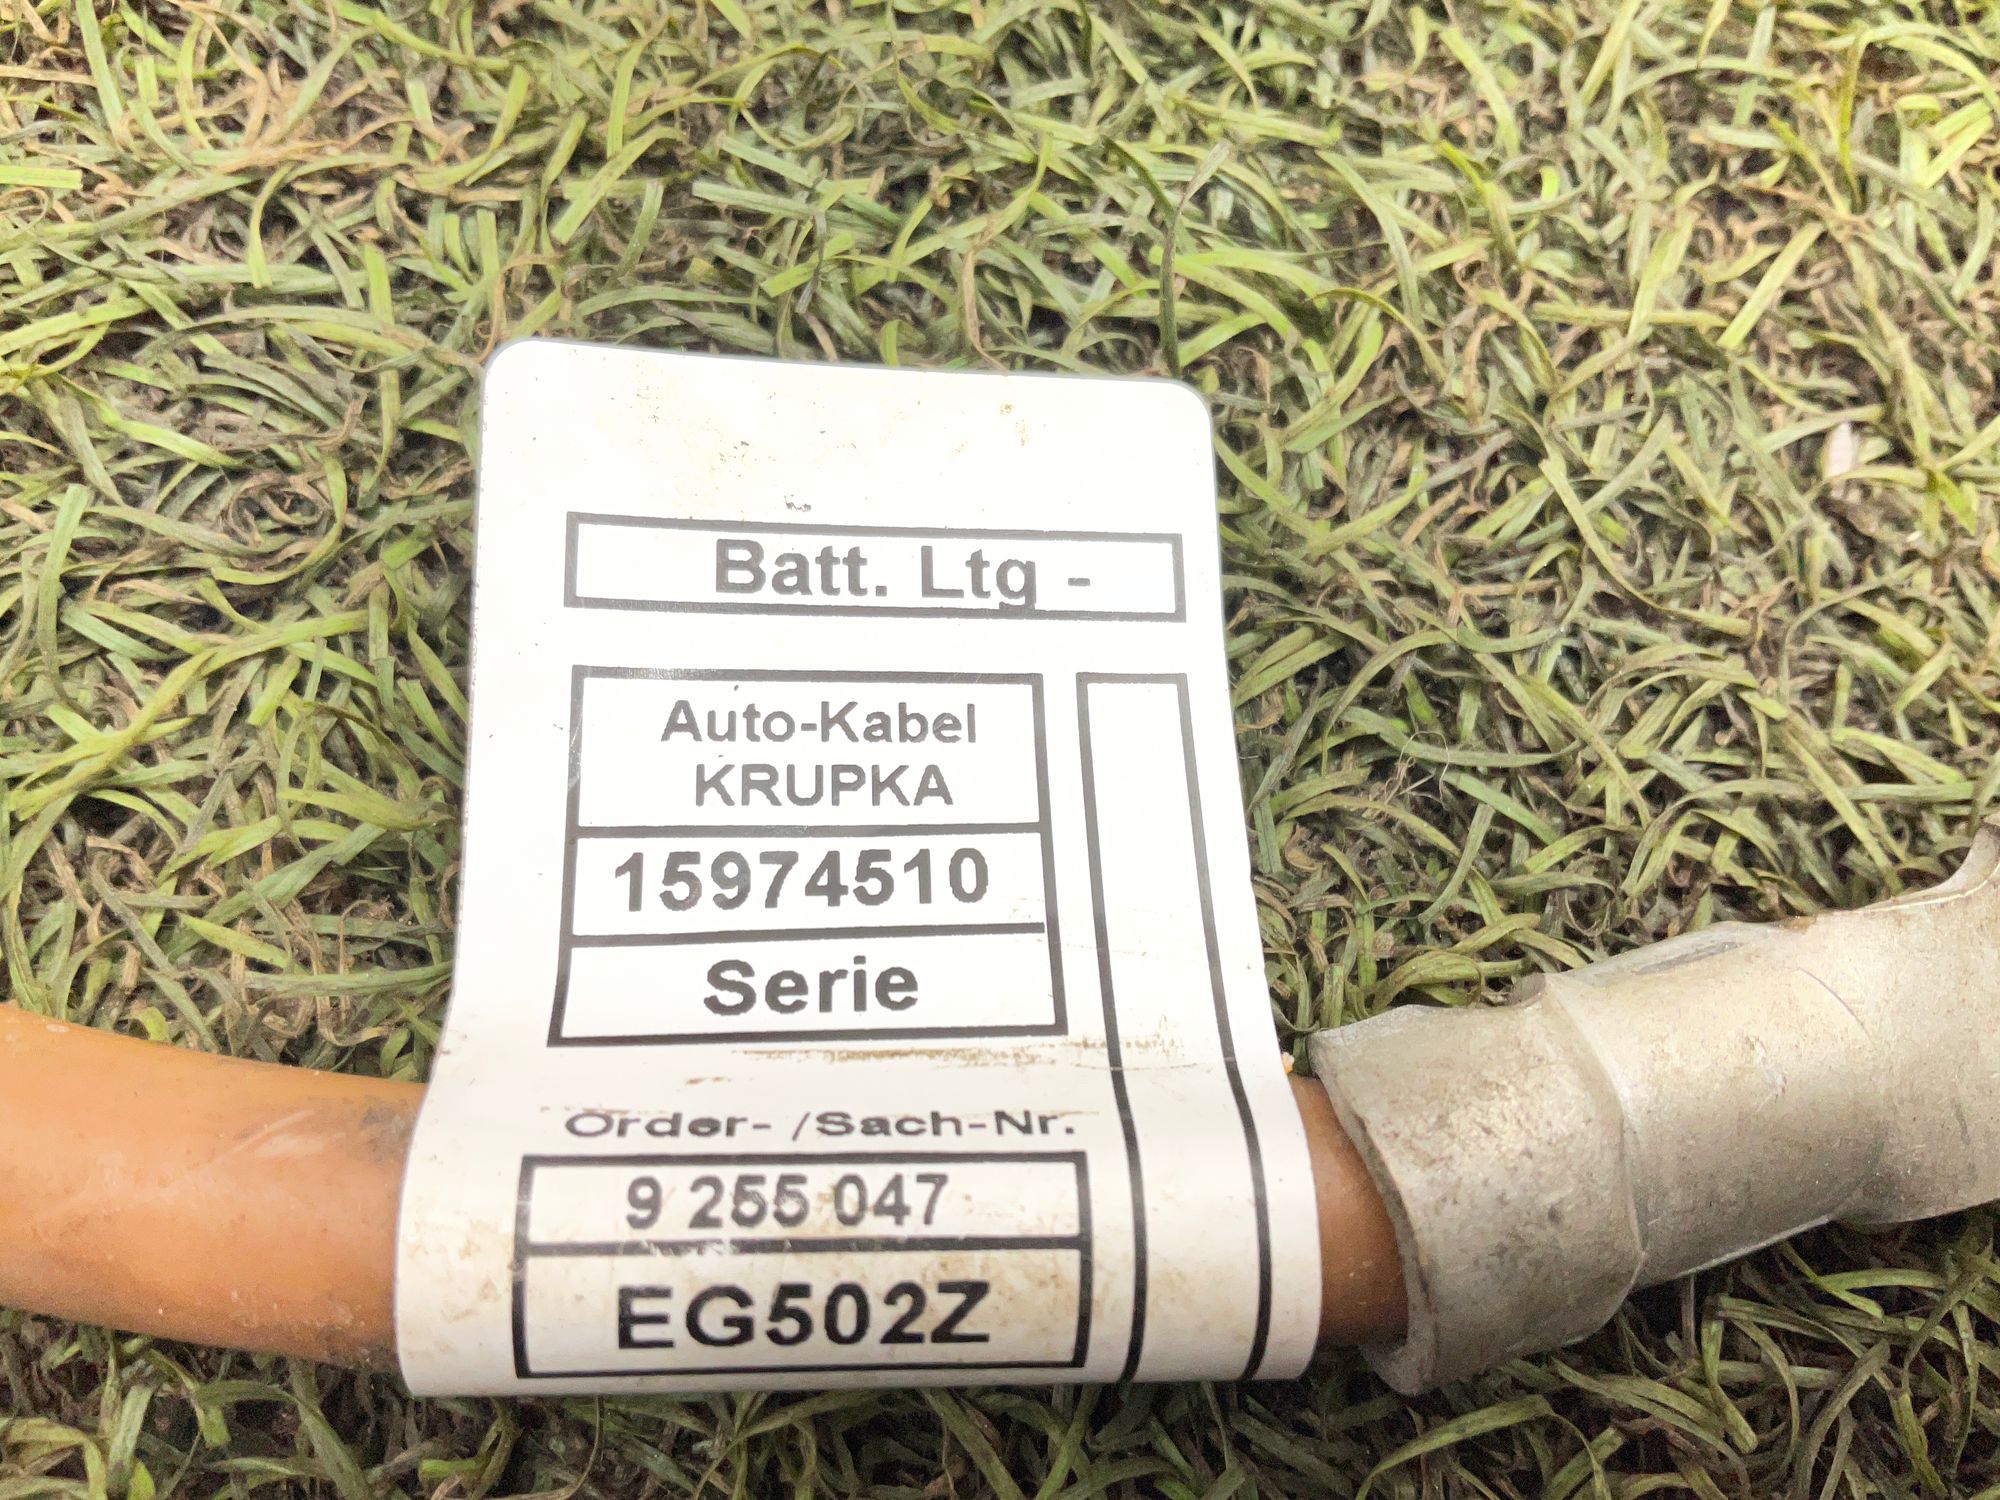 Batt. Ltg -
Auto-Kabel
KRUPKA
15974510
Serie
Order- /Sach-Nr.
9 255 047
EG502Z